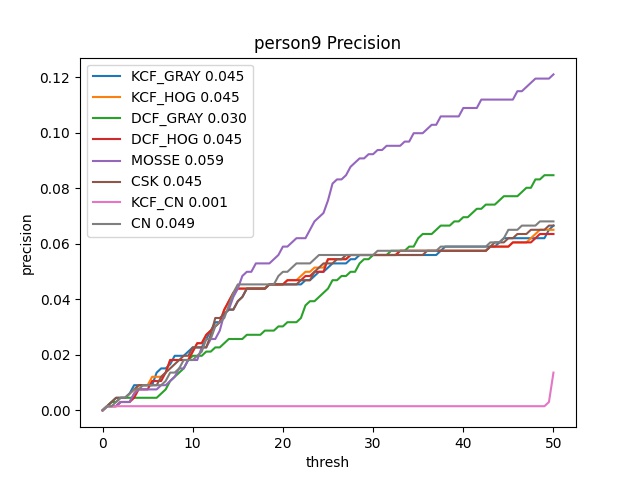 person9 Precision
KCF_GRAY 0.045
KCF_HOG 0.045
DCF_GRAY 0.030
DCF_HOG 0.045
MOSSE 0.059
CSK 0.045
KCF_CN 0.001
CN 0.049
precision
0.12
0.10
0.08
0.06
0.04
0.02
0.00
0 10 20 30 40 50
thresh